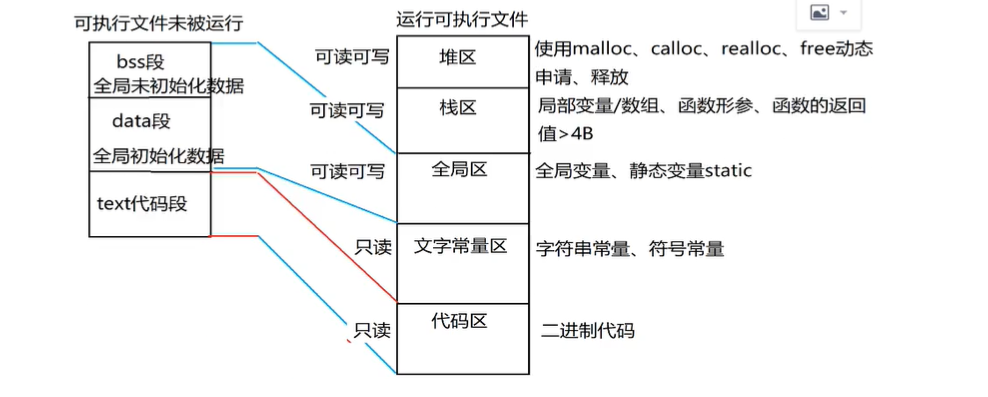 可执行文件未被运行
bss段
全局未初始化数据
data段
全局初始化数据
text代码段
运行可执行文件
可读可写
堆区
使用malloc、calloc、realloc、free动态
申请、释放
可读可写
栈区
局部变量/数组、函数形参、函数的返回
值>4B
可读可写
全局区
全局变量、静态变量static
只读
文字常量区
字符串常量、符号常量
只读
代码区
二进制代码